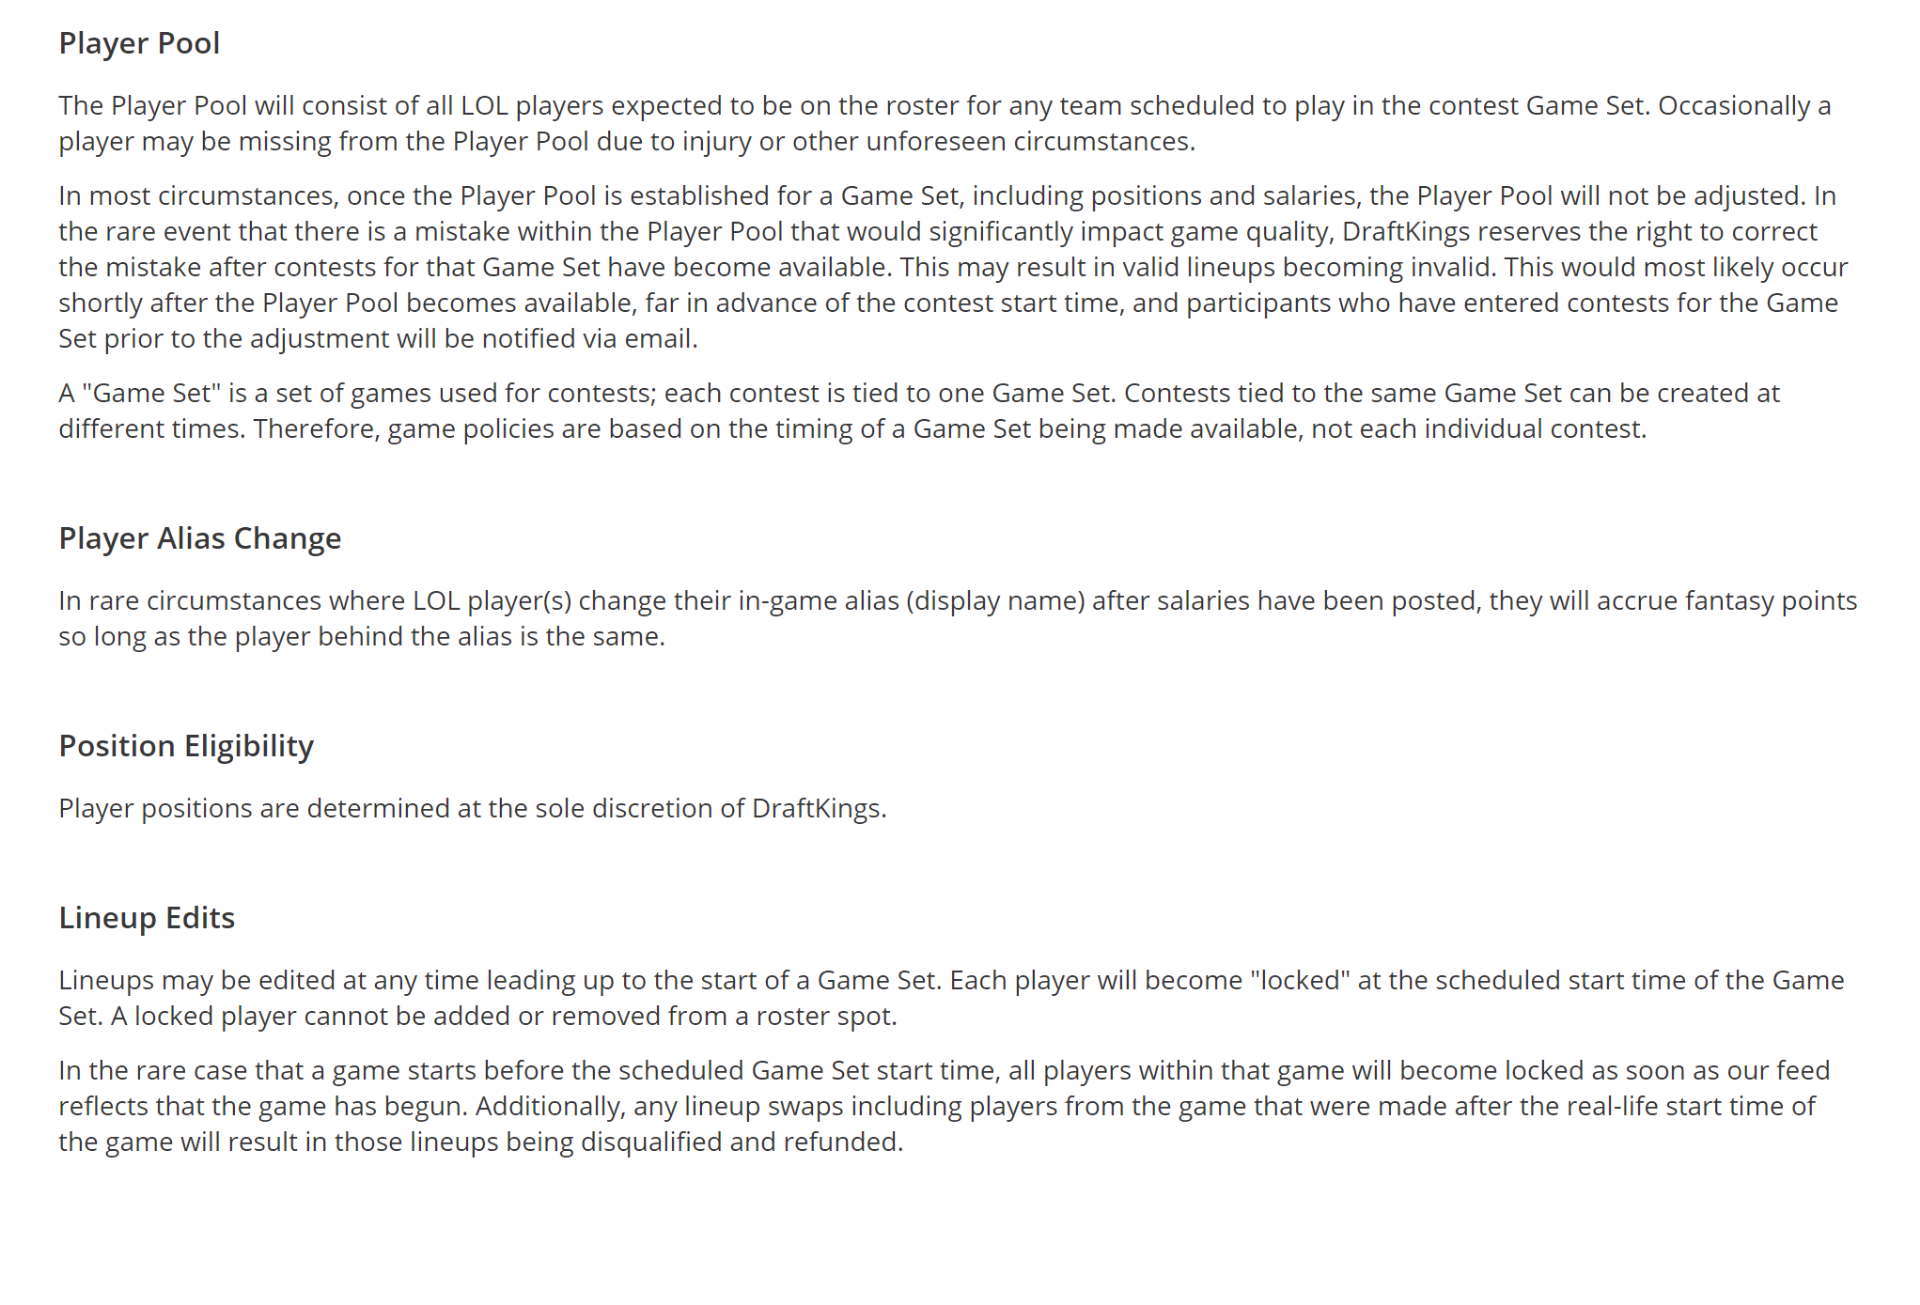 Player Pool
The Player Pool will consist of all LOL players expected to be on the roster for any team scheduled to play in the contest Game Set. Occasionally a
player may be missing from the Player Pool due to injury or other unforeseen circumstances.
In most circumstances, once the Player Pool is established for a Game Set, including positions and salaries, the Player Pool will not be adjusted. In
the rare event that there is a mistake within the Player Pool that would significantly impact game quality, DraftKings reserves the right to correct
the mistake after contests for that Game Set have become available. This may result in valid lineups becoming invalid. This would most likely occur
shortly after the Player Pool becomes available, far in advance of the contest start time, and participants who have entered contests for the Game
Set prior to the adjustment will be notified via email.
A "Game Set" is a set of games used for contests; each contest is tied to one Game Set. Contests tied to the same Game Set can be created at
different times. Therefore, game policies are based on the timing of a Game Set being made available, not each individual contest.
Player Alias Change
In rare circumstances where LOL player(s) change their in-game alias (display name) after salaries have been posted, they will accrue fantasy points
so long as the player behind the alias is the same.
Position Eligibility
Player positions are determined at the sole discretion of DraftKings.
Lineup Edits
Lineups may be edited at any time leading up to the start of a Game Set. Each player will become "locked" at the scheduled start time of the Game
Set. A locked player cannot be added or removed from a roster spot.
In the rare case that a game starts before the scheduled Game Set start time, all players within that game will become locked as soon as our feed
reflects that the game has begun. Additionally, any lineup swaps including players from the game that were made after the real-life start time of
the game will result in those lineups being disqualified and refunded.